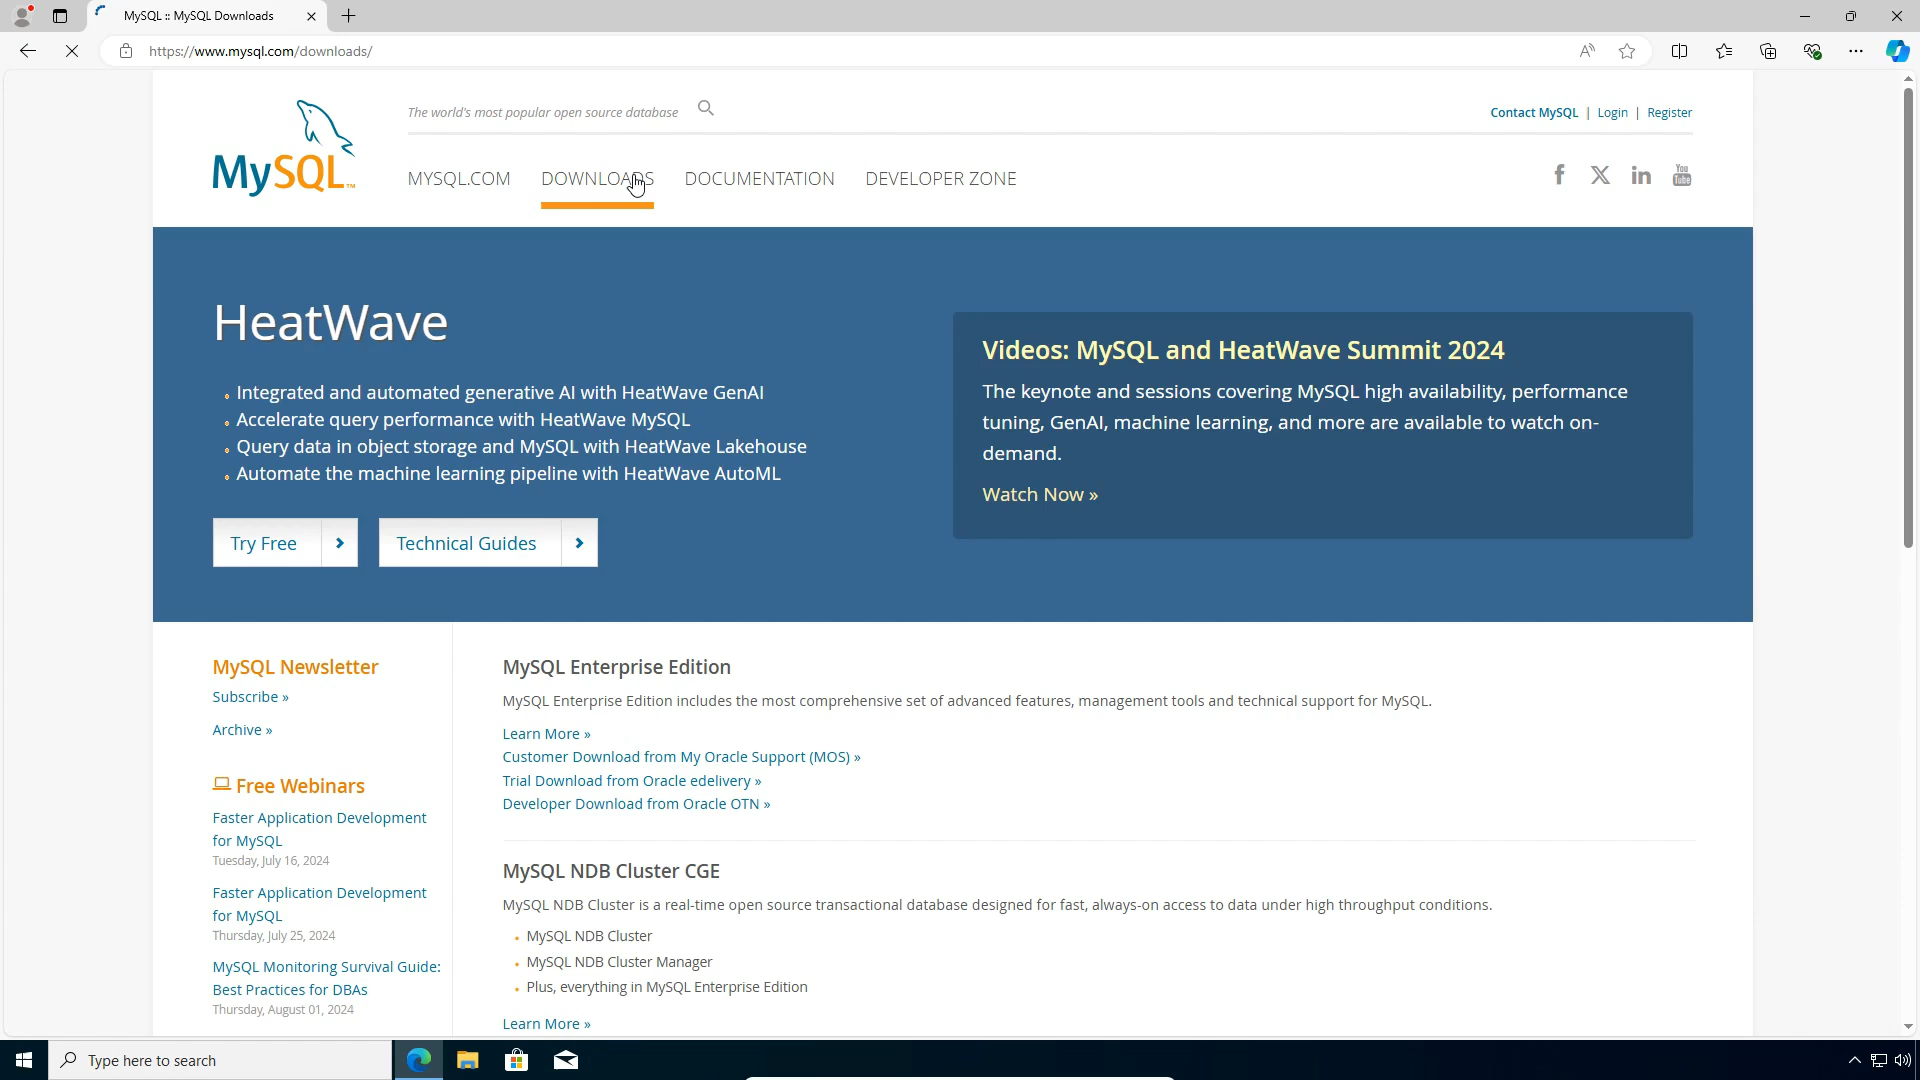 MySQL :: MySQL Downloads
https://www.mysql.com/downloads/
The world's most popular open source database
Contact MySQL | Login | Register
MySQL™
MYSQL.COM DOWNLOADS DOCUMENTATION DEVELOPER ZONE
You Tube
HeatWave
Integrated and automated generative AI with HeatWave GenAI
Accelerate query performance with HeatWave MySQL
Query data in object storage and MySQL with HeatWave Lakehouse
Automate the machine learning pipeline with HeatWave AutoML
Try Free
Technical Guides
Videos: MySQL and HeatWave Summit 2024
The keynote and sessions covering MySQL high availability, performance
tuning, GenAI, machine learning, and more are available to watch on-
demand.
Watch Now »
MySQL Newsletter
Subscribe »
Archive »
Free Webinars
Faster Application Development
for MySQL
Tuesday, July 16, 2024
Faster Application Development
for MySQL
Thursday, July 25, 2024
MySQL Monitoring Survival Guide:
Best Practices for DBAs
Thursday, August 01, 2024
MySQL Enterprise Edition
MySQL Enterprise Edition includes the most comprehensive set of advanced features, management tools and technical support for MySQL.
Learn More »
Customer Download from My Oracle Support (MOS) »
Trial Download from Oracle edelivery »
Developer Download from Oracle OTN »
MySQL NDB Cluster CGE
MySQL NDB Cluster is a real-time open source transactional database designed for fast, always-on access to data under high throughput conditions.
MySQL NDB Cluster
MySQL NDB Cluster Manager
Plus, everything in MySQL Enterprise Edition
Learn More »
Type here to search